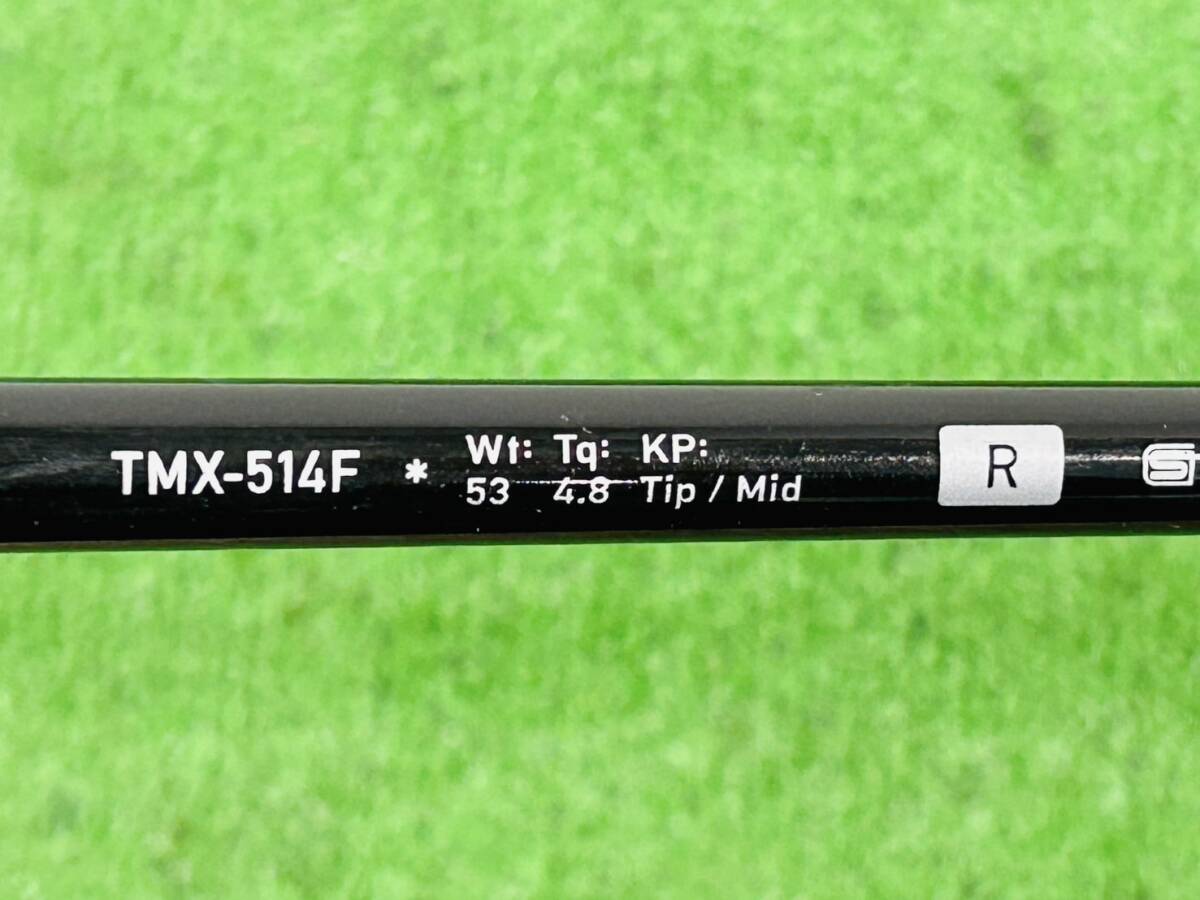 TMX-514F * Wt: Tq: KP:
53 4.8 Tip / Mid
R